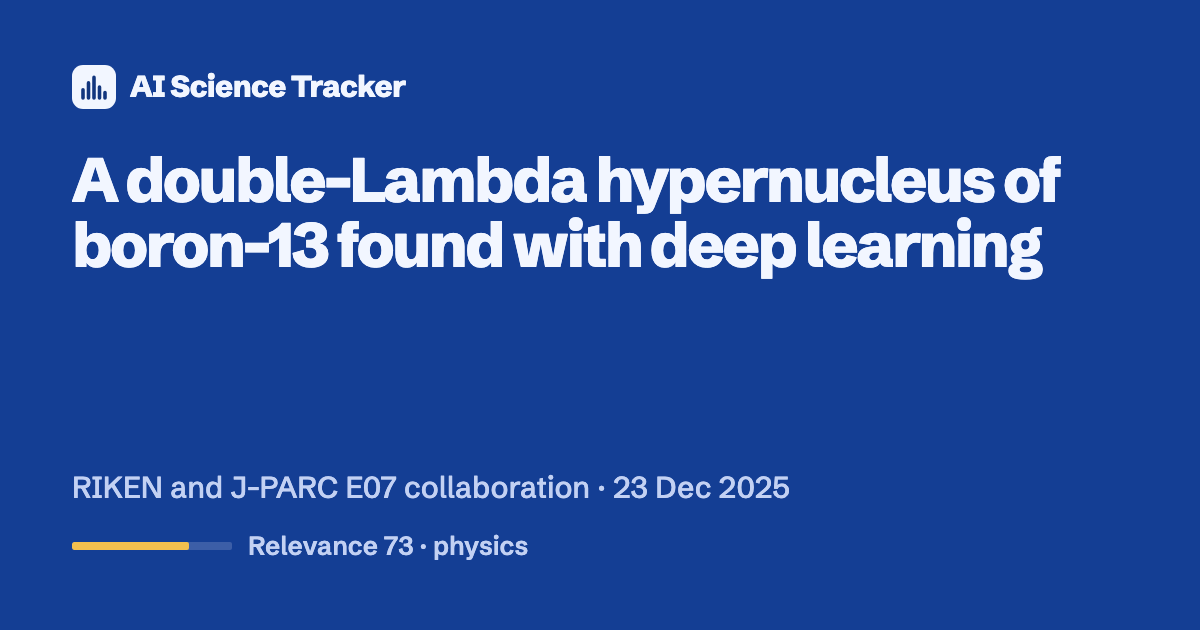 AI Science Tracker
A double-Lambda hypernucleus of
boron-13 found with deep learning
RIKEN and J-PARC E07 collaboration · 23 Dec 2025
Relevance 73 · physics